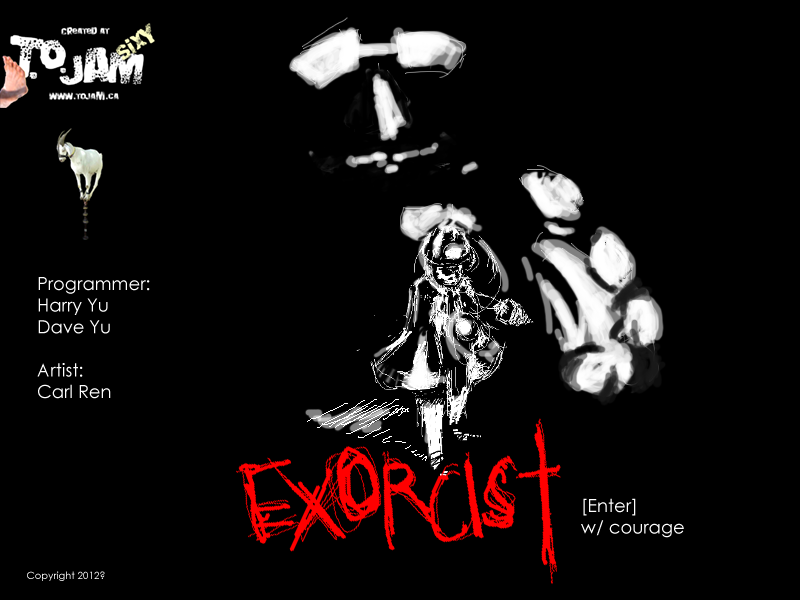 CREATED AT
T.O.JAM
SiXY
WWW.TOJAM.CA
Programmer:
Harry Yu
Dave Yu
Artist:
Carl Ren
EXORCIST
[Enter]
w/ courage
Copyright 2012?